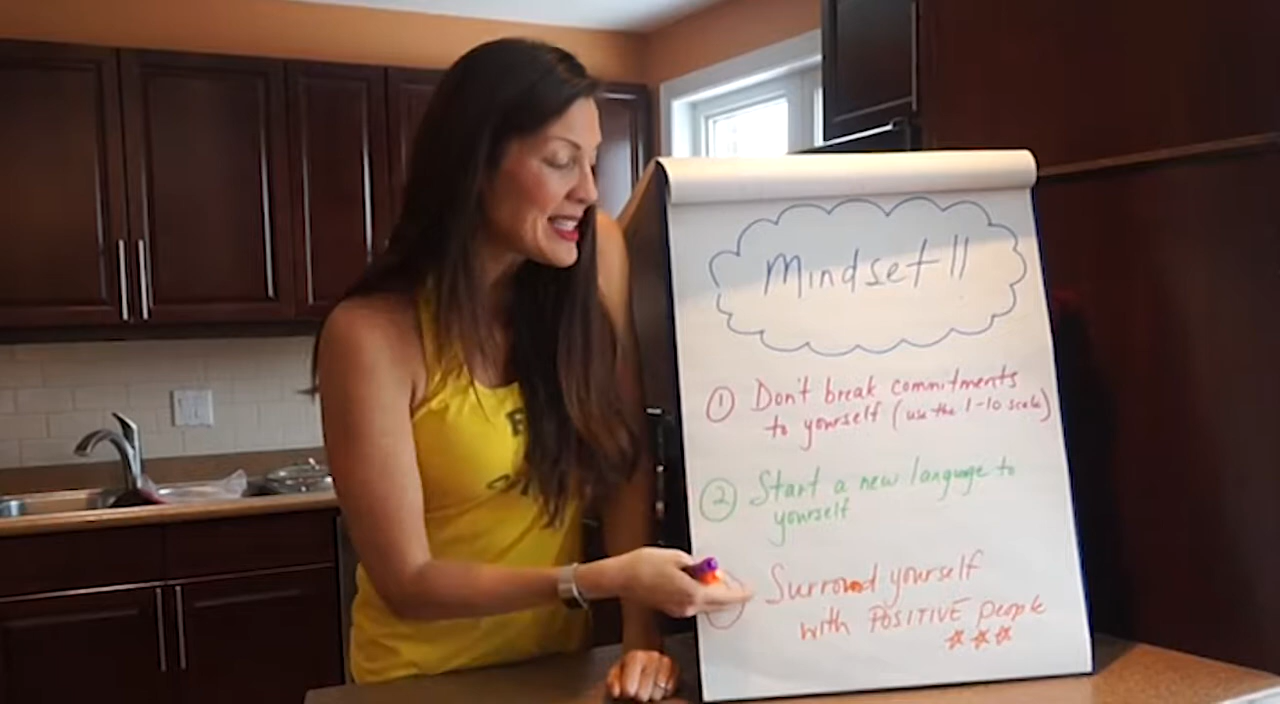 Mindset!!
① Don't break commitments
to yourself (use the 1-10 scale)
② Start a new language to
yourself
Surround yourself
with POSITIVE people